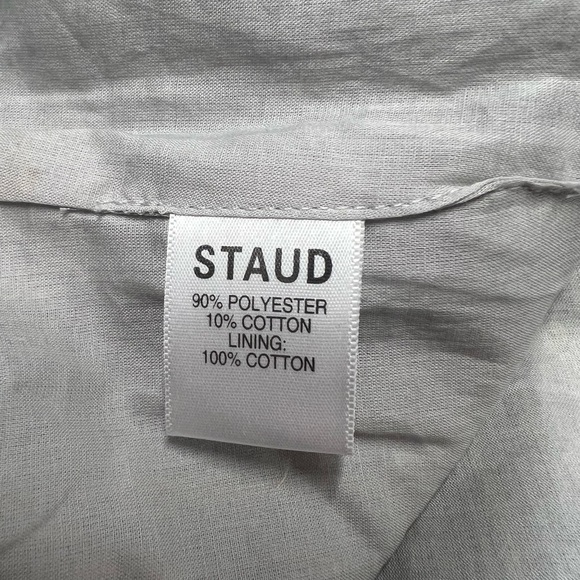 STAUD
90% POLYESTER
10% COTTON
LINING:
100% COTTON